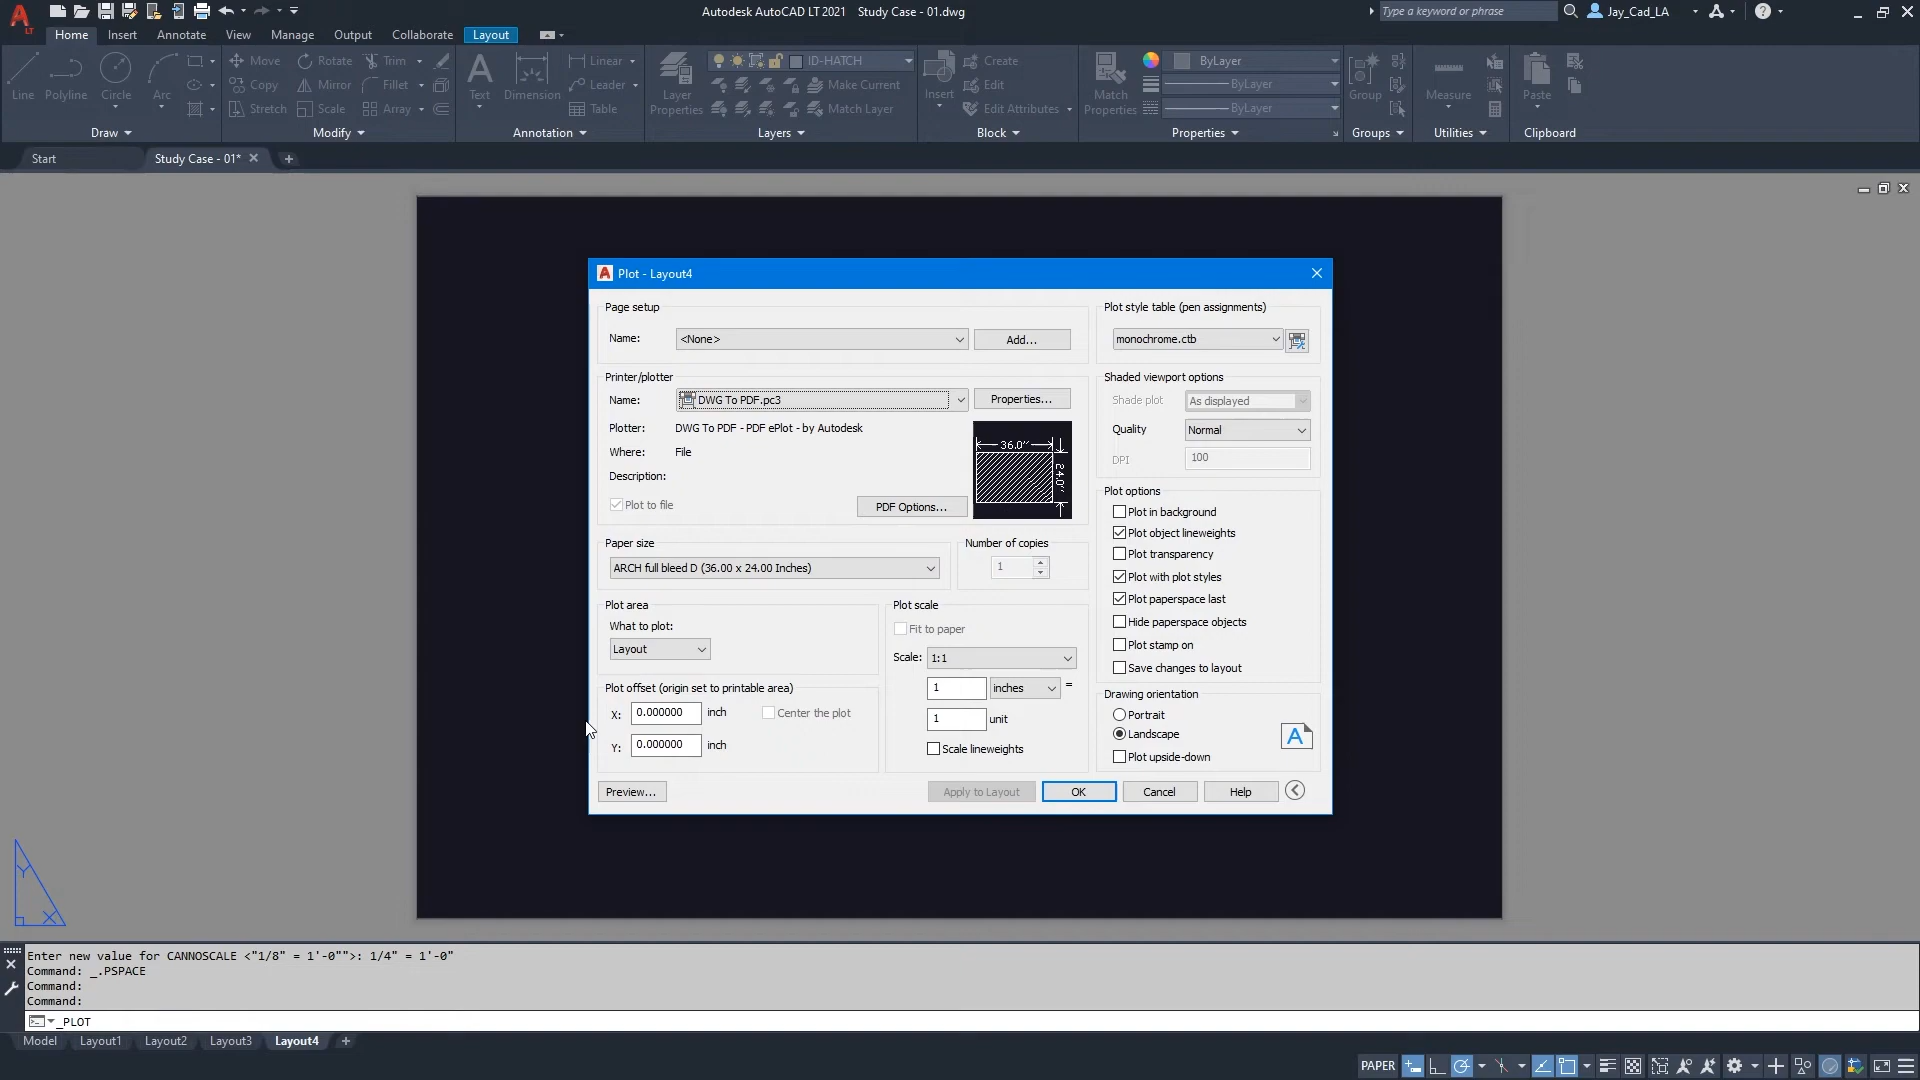 Autodesk AutoCAD LT 2021 Study Case - 01.dwg
Type a keyword or phrase
Jay_Cad_LA
LT
Home Insert Annotate View Manage Output Collaborate Layout
Line Polyline Circle Arc
Move Rotate Trim
Copy Mirror Fillet
Stretch Scale Array
Text Dimension
Linear
Leader
Table
Layer Properties
ID-HATCH
Make Current
Match Layer
Insert
Create
Edit
Edit Attributes
Match Properties
ByLayer
ByLayer
ByLayer
Group
Measure
Paste
Draw Modify Annotation Layers Block Properties Groups Utilities Clipboard
Start Study Case - 01*
Plot - Layout4
Page setup
Name: <None> Add...
Printer/plotter
Name: DWG To PDF.pc3 Properties...
Plotter: DWG To PDF - PDF ePlot - by Autodesk
Where: File
Description:
Plot to file
PDF Options...
36.0''
24.0''
Paper size
ARCH full bleed D (36.00 x 24.00 Inches)
Number of copies
1
Plot area
What to plot:
Layout
Plot offset (origin set to printable area)
X: 0.000000 inch Center the plot
Y: 0.000000 inch
Plot scale
Fit to paper
Scale: 1:1
1 inches =
1 unit
Scale lineweights
Plot style table (pen assignments)
monochrome.ctb
Shaded viewport options
Shade plot As displayed
Quality Normal
DPI 100
Plot options
Plot in background
Plot object lineweights
Plot transparency
Plot with plot styles
Plot paperspace last
Hide paperspace objects
Plot stamp on
Save changes to layout
Drawing orientation
Portrait
Landscape
Plot upside-down
A
Preview... Apply to Layout OK Cancel Help
Y
X
Enter new value for CANNOSCALE <"1/8" = 1'-0"">: 1/4" = 1'-0"
Command: _.PSPACE
Command:
Command:
_PLOT
Model Layout1 Layout2 Layout3 Layout4
PAPER